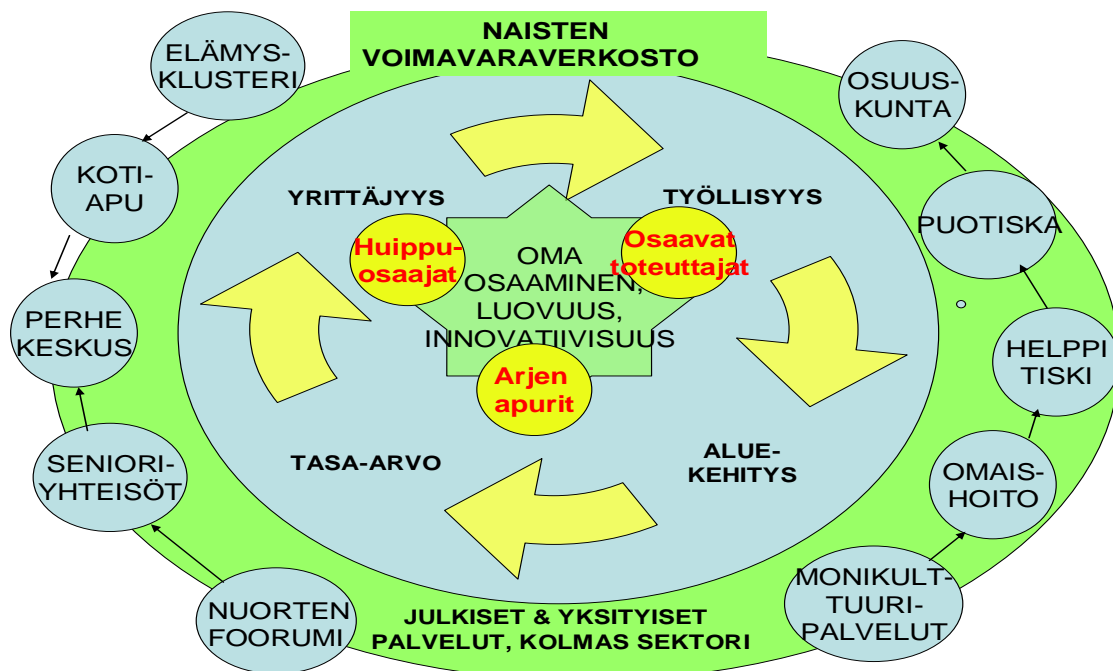 NAISTEN
VOIMAVARAVERKOSTO
ELÄMYS-
KLUSTERI
OSUUS-
KUNTA
KOTI-
APU
YRITTÄJYYS
TYÖLLISYYS
PUOTISKA
Huippu-
osaajat
Osaavat
toteuttajat
OMA
OSAAMINEN,
LUOVUUS,
INNOVATIIVISUUS
PERHE
KESKUS
HELPPI
TISKI
Arjen
apurit
SENIORI-
YHTEISÖT
TASA-ARVO
ALUE-
KEHITYS
OMAIS-
HOITO
NUORTEN
FOORUMI
JULKISET & YKSITYISET
PALVELUT, KOLMAS SEKTORI
MONIKULT-
TUURI-
PALVELUT